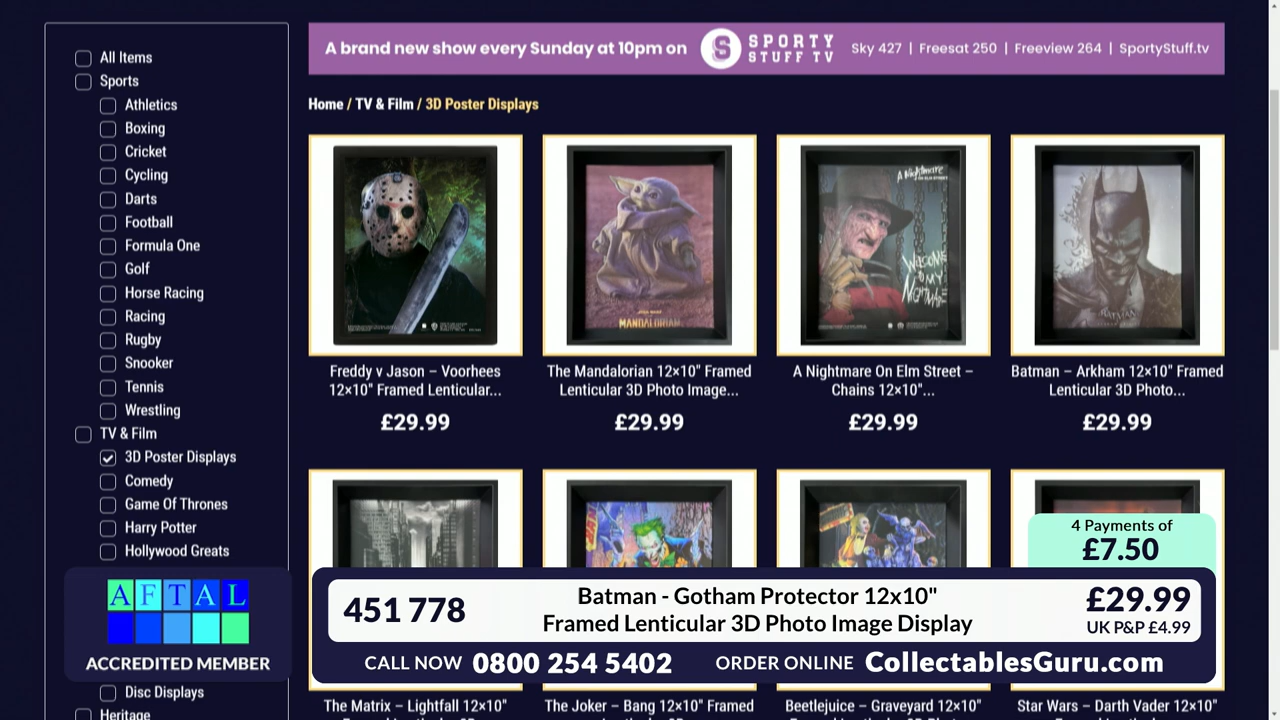 A brand new show every Sunday at 10pm on
S
SPORTY
STUFF TV
Sky 427 | Freesat 250 | Freeview 264 | SportyStuff.tv
All Items
Sports
Athletics
Boxing
Cricket
Cycling
Darts
Football
Formula One
Golf
Horse Racing
Racing
Rugby
Snooker
Tennis
Wrestling
TV & Film
3D Poster Displays
Comedy
Game Of Thrones
Harry Potter
Hollywood Greats
Disc Displays
Heritage
Home / TV & Film / 3D Poster Displays
MANDALORIAN
A Nightmare
WELCOME
TO MY
NIGHTMARE
BATMAN
Freddy v Jason – Voorhees
12×10" Framed Lenticular...
£29.99
The Mandalorian 12×10" Framed
Lenticular 3D Photo Image...
£29.99
A Nightmare On Elm Street –
Chains 12×10"...
£29.99
Batman – Arkham 12×10" Framed
Lenticular 3D Photo...
£29.99
4 Payments of
£7.50
AFTAL
ACCREDITED MEMBER
451 778
Batman - Gotham Protector 12x10"
Framed Lenticular 3D Photo Image Display
£29.99
UK P&P £4.99
CALL NOW 0800 254 5402
ORDER ONLINE CollectablesGuru.com
The Matrix – Lightfall 12×10"
The Joker – Bang 12×10" Framed
Beetlejuice – Graveyard 12×10"
Star Wars – Darth Vader 12×10"